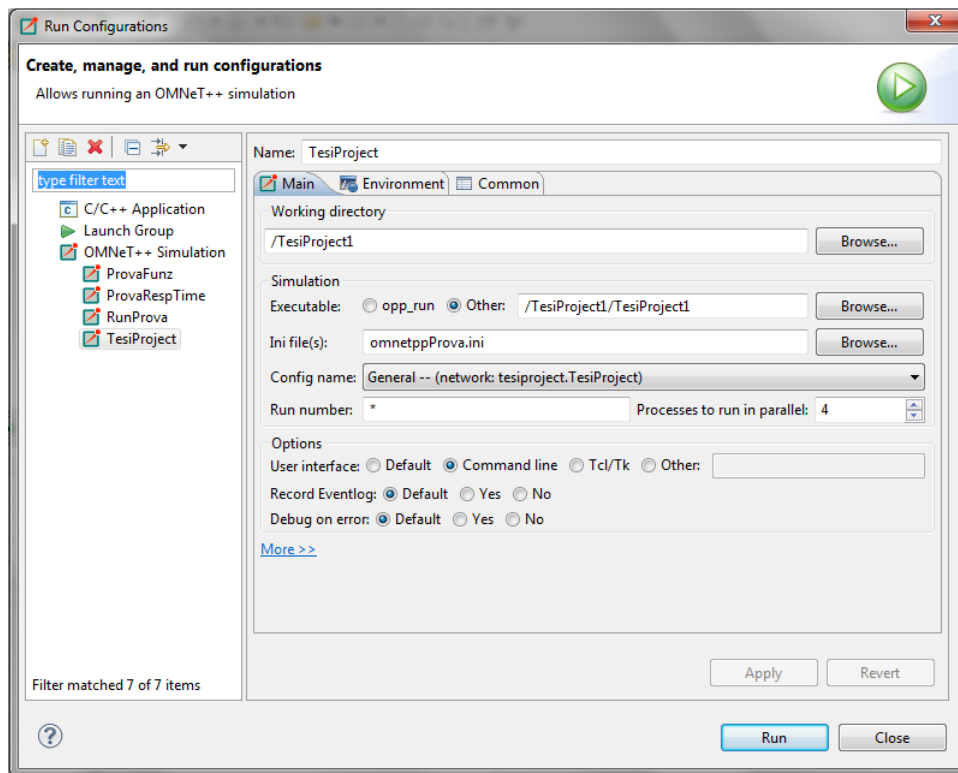 Run Configurations
x
Create, manage, and run configurations
Allows running an OMNeT++ simulation
type filter text
C/C++ Application
Launch Group
OMNeT++ Simulation
ProvaFunz
ProvaRespTime
RunProva
TesiProject
Filter matched 7 of 7 items
Name: TesiProject
Main Environment Common
Working directory
/TesiProject1 Browse...
Simulation
Executable: opp_run Other: /TesiProject1/TesiProject1 Browse...
Ini file(s): omnetppProva.ini Browse...
Config name: General -- (network: tesiproject.TesiProject)
Run number: * Processes to run in parallel: 4
Options
User interface: Default Command line Tcl/Tk Other:
Record Eventlog: Default Yes No
Debug on error: Default Yes No
More >>
Apply Revert
? Run Close